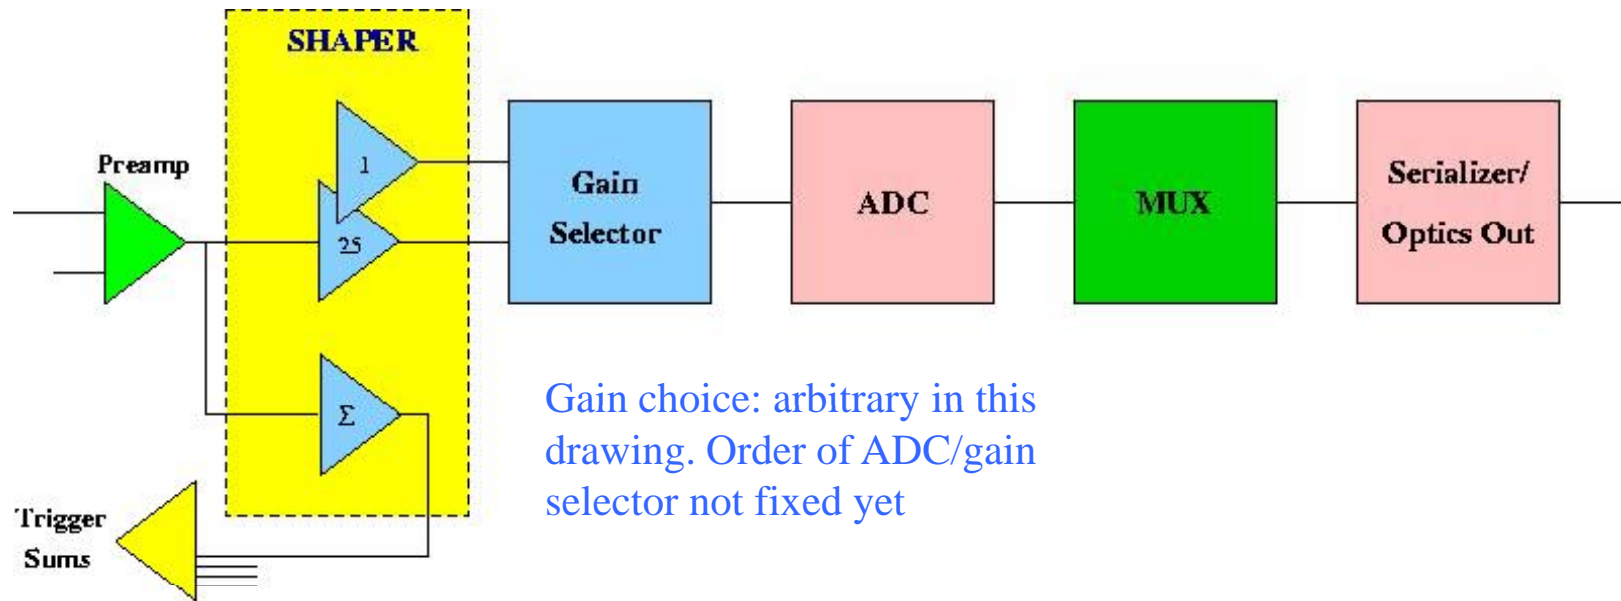 SHAPER
Preamp
1
25
Σ
Gain
Selector
ADC
MUX
Serializer/
Optics Out
Gain choice: arbitrary in this
drawing. Order of ADC/gain
selector not fixed yet
Trigger
Sums